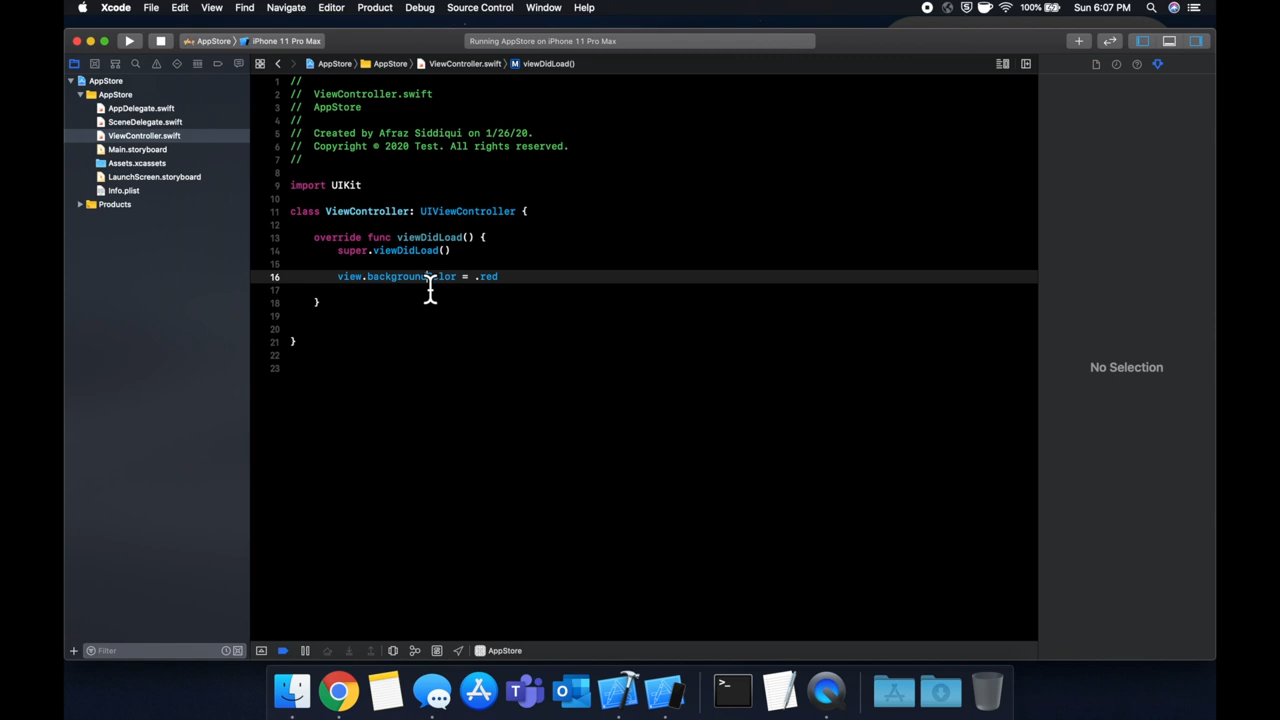 Xcode File Edit View Find Navigate Editor Product Debug Source Control Window Help 100% Sun 6:07 PM
AppStore iPhone 11 Pro Max Running AppStore on iPhone 11 Pro Max
AppStore AppStore ViewController.swift M viewDidLoad()
AppStore
AppStore
AppDelegate.swift
SceneDelegate.swift
ViewController.swift
Main.storyboard
Assets.xcassets
LaunchScreen.storyboard
Info.plist
Products
1 //
2 // ViewController.swift
3 // AppStore
4 //
5 // Created by Afraz Siddiqui on 1/26/20.
6 // Copyright © 2020 Test. All rights reserved.
7 //
8
9 import UIKit
10
11 class ViewController: UIViewController {
12
13 override func viewDidLoad() {
14 super.viewDidLoad()
15
16 view.backgroundColor = .red
17
18 }
19
20
21 }
22
23
No Selection
Filter AppStore